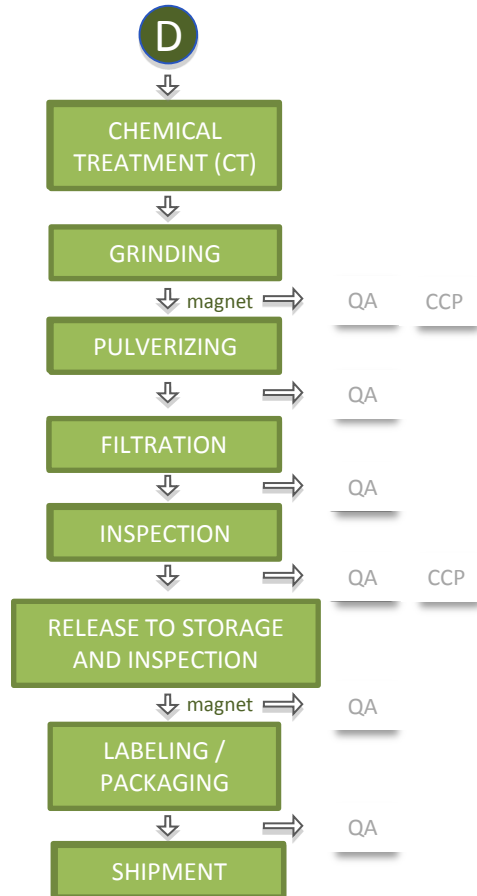 D
CHEMICAL
TREATMENT (CT)
GRINDING
magnet QA CCP
PULVERIZING
QA
FILTRATION
QA
INSPECTION
QA CCP
RELEASE TO STORAGE
AND INSPECTION
magnet QA
LABELING /
PACKAGING
QA
SHIPMENT